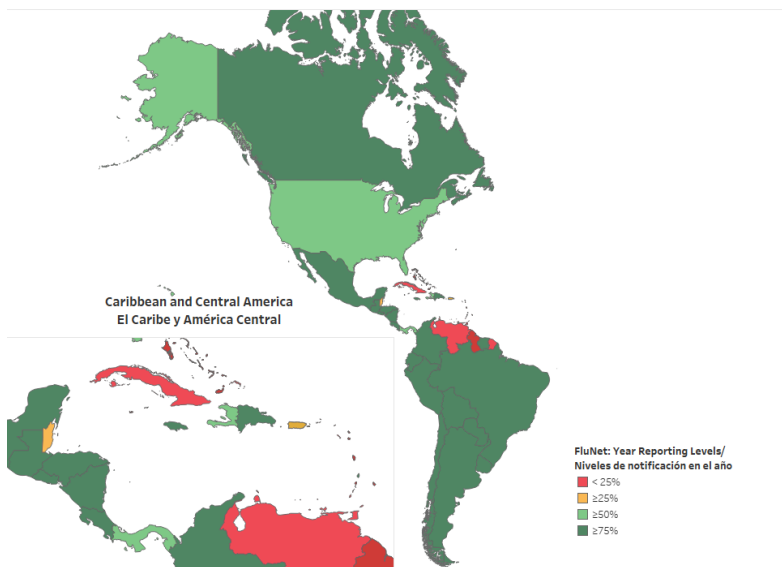 Caribbean and Central America
El Caribe y América Central
FluNet: Year Reporting Levels/
Niveles de notificación en el año
< 25%
≥25%
≥50%
≥75%